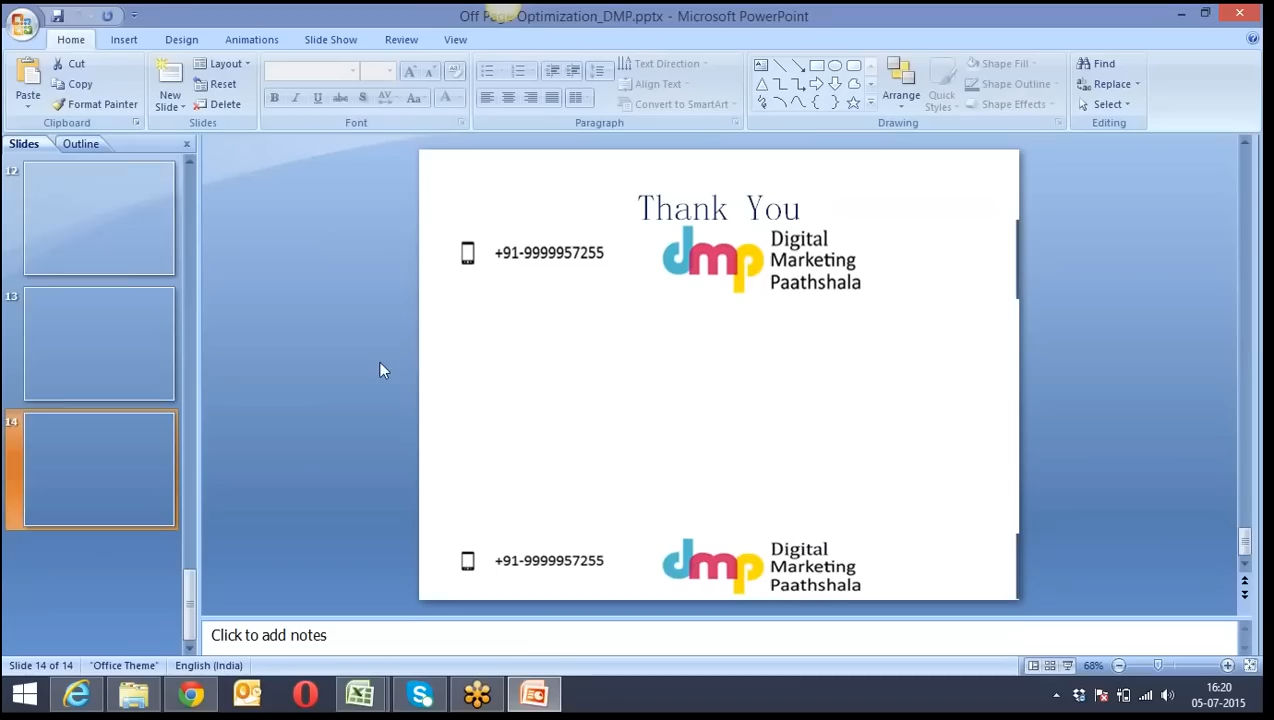 Off Page Optimization_DMP.pptx - Microsoft PowerPoint
Home
Insert
Design
Animations
Slide Show
Review
View
Paste
Cut
Copy
Format Painter
Clipboard
New
Slide
Layout
Reset
Delete
Slides
B I U abc S AV Aa A
Font
Text Direction
Align Text
Convert to SmartArt
Paragraph
Arrange
Quick
Styles
Shape Fill
Shape Outline
Shape Effects
Drawing
Find
Replace
Select
Editing
Slides
Outline
12
13
14
Thank You
+91-9999957255
dmp
Digital
Marketing
Paathshala
+91-9999957255
dmp
Digital
Marketing
Paathshala
Click to add notes
Slide 14 of 14
"Office Theme"
English (India)
68%
16:20
05-07-2015